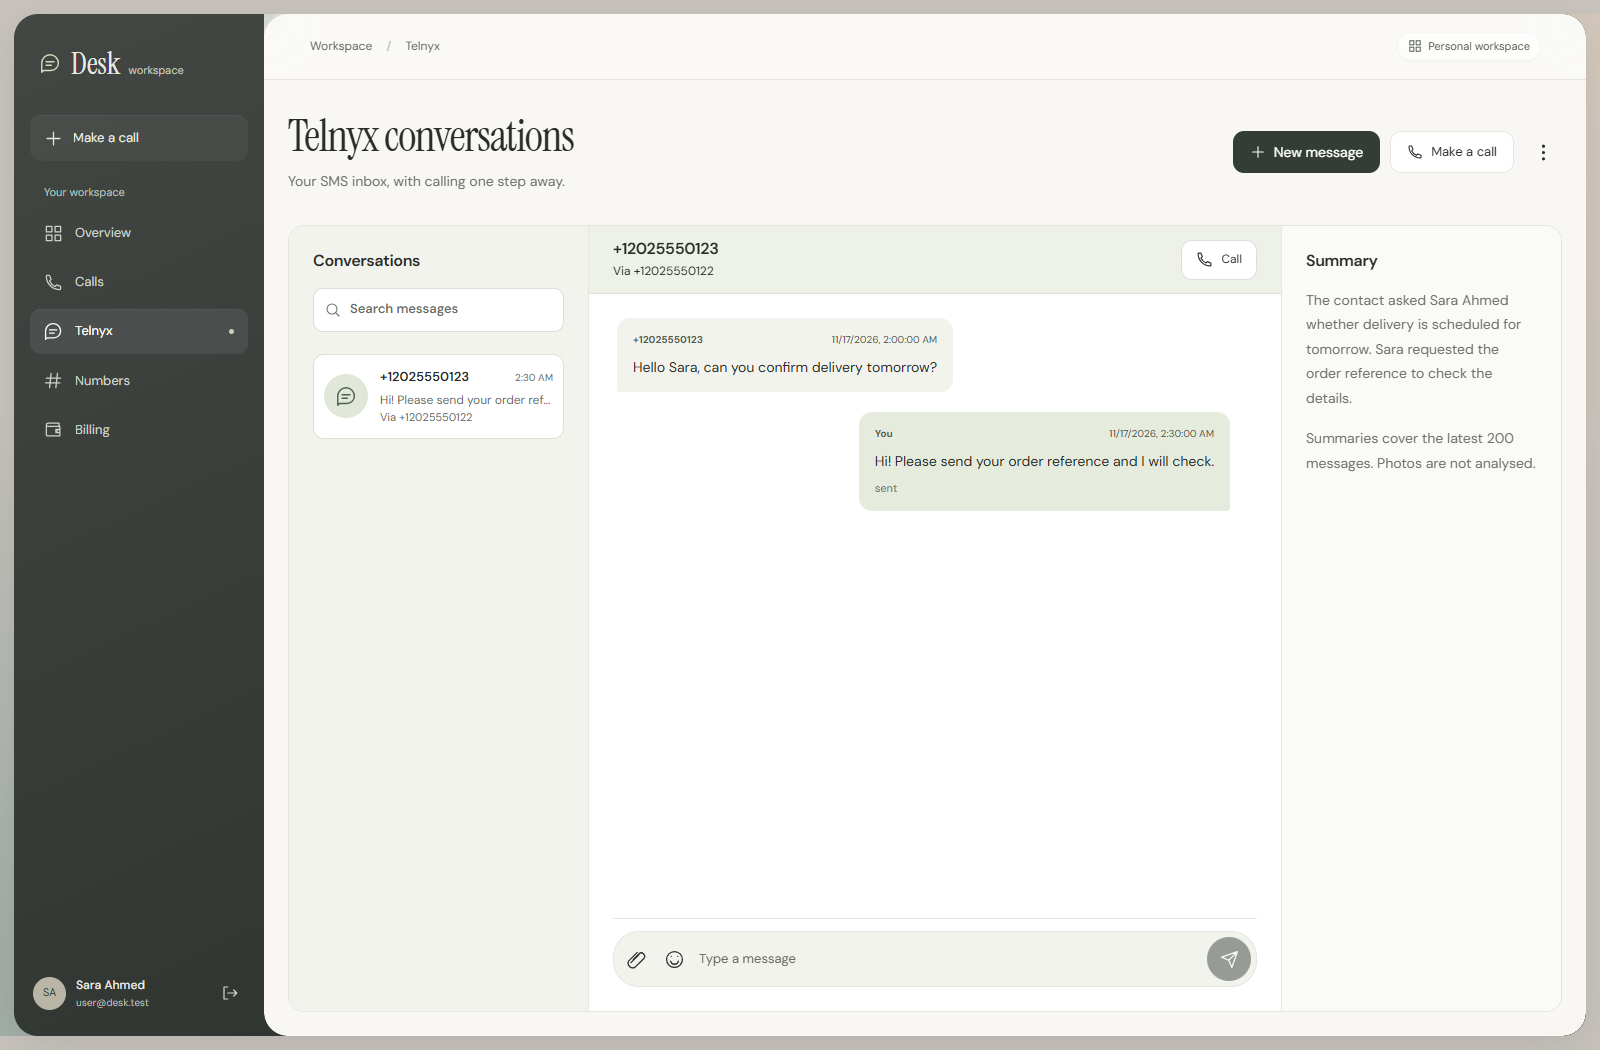 Desk workspace
Make a call
Your workspace
Overview
Calls
Telnyx
Numbers
Billing
SA
Sara Ahmed
user@desk.test
Workspace / Telnyx
Personal workspace
Telnyx conversations
Your SMS inbox, with calling one step away.
New message
Make a call
Conversations
Search messages
+12025550123 2:30 AM
Hi! Please send your order ref...
Via +12025550122
+12025550123
Via +12025550122
Call
+12025550123 11/17/2026, 2:00:00 AM
Hello Sara, can you confirm delivery tomorrow?
You 11/17/2026, 2:30:00 AM
Hi! Please send your order reference and I will check.
sent
Type a message
Summary
The contact asked Sara Ahmed
whether delivery is scheduled for
tomorrow. Sara requested the
order reference to check the
details.
Summaries cover the latest 200
messages. Photos are not analysed.